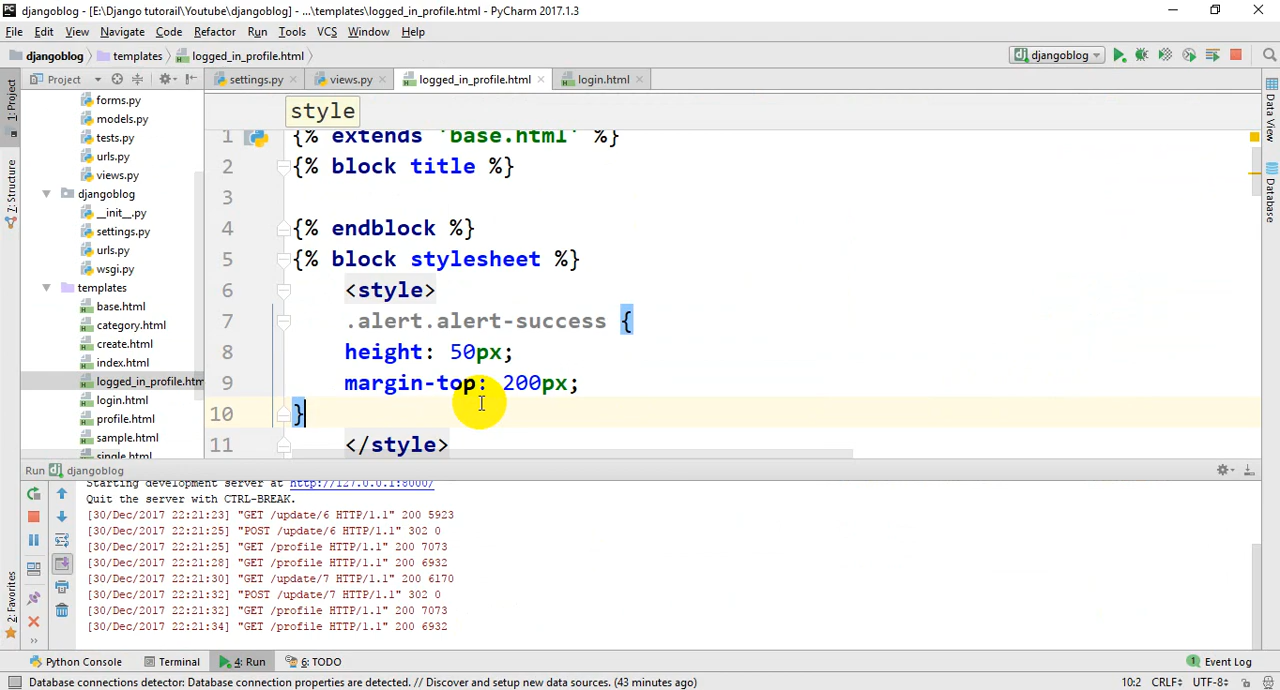 djangoblog - [E:\Django tutorail\Youtube\djangoblog] - ...\templates\logged_in_profile.html - PyCharm 2017.1.3
File Edit View Navigate Code Refactor Run Tools VCS Window Help
djangoblog templates logged_in_profile.html djangoblog
Project settings.py views.py logged_in_profile.html login.html
1: Project
7: Structure
2: Favorites
Data View
Database
forms.py
models.py
tests.py
urls.py
views.py
djangoblog
__init__.py
settings.py
urls.py
wsgi.py
templates
base.html
category.html
create.html
index.html
logged_in_profile.htm
login.html
profile.html
sample.html
single.html
style
1 {% extends 'base.html' %}
2 {% block title %}
3
4 {% endblock %}
5 {% block stylesheet %}
6 <style>
7 .alert.alert-success {
8 height: 50px;
9 margin-top: 200px;
10 }
11 </style>
Run djangoblog
Starting development server at http://127.0.0.1:8000/
Quit the server with CTRL-BREAK.
[30/Dec/2017 22:21:23] "GET /update/6 HTTP/1.1" 200 5923
[30/Dec/2017 22:21:25] "POST /update/6 HTTP/1.1" 302 0
[30/Dec/2017 22:21:25] "GET /profile HTTP/1.1" 200 7073
[30/Dec/2017 22:21:28] "GET /profile HTTP/1.1" 200 6932
[30/Dec/2017 22:21:30] "GET /update/7 HTTP/1.1" 200 6170
[30/Dec/2017 22:21:32] "POST /update/7 HTTP/1.1" 302 0
[30/Dec/2017 22:21:32] "GET /profile HTTP/1.1" 200 7073
[30/Dec/2017 22:21:34] "GET /profile HTTP/1.1" 200 6932
Python Console Terminal 4: Run 6: TODO 1 Event Log
Database connections detector: Database connection properties are detected. // Discover and setup new data sources. (43 minutes ago) 10:2 CRLF UTF-8